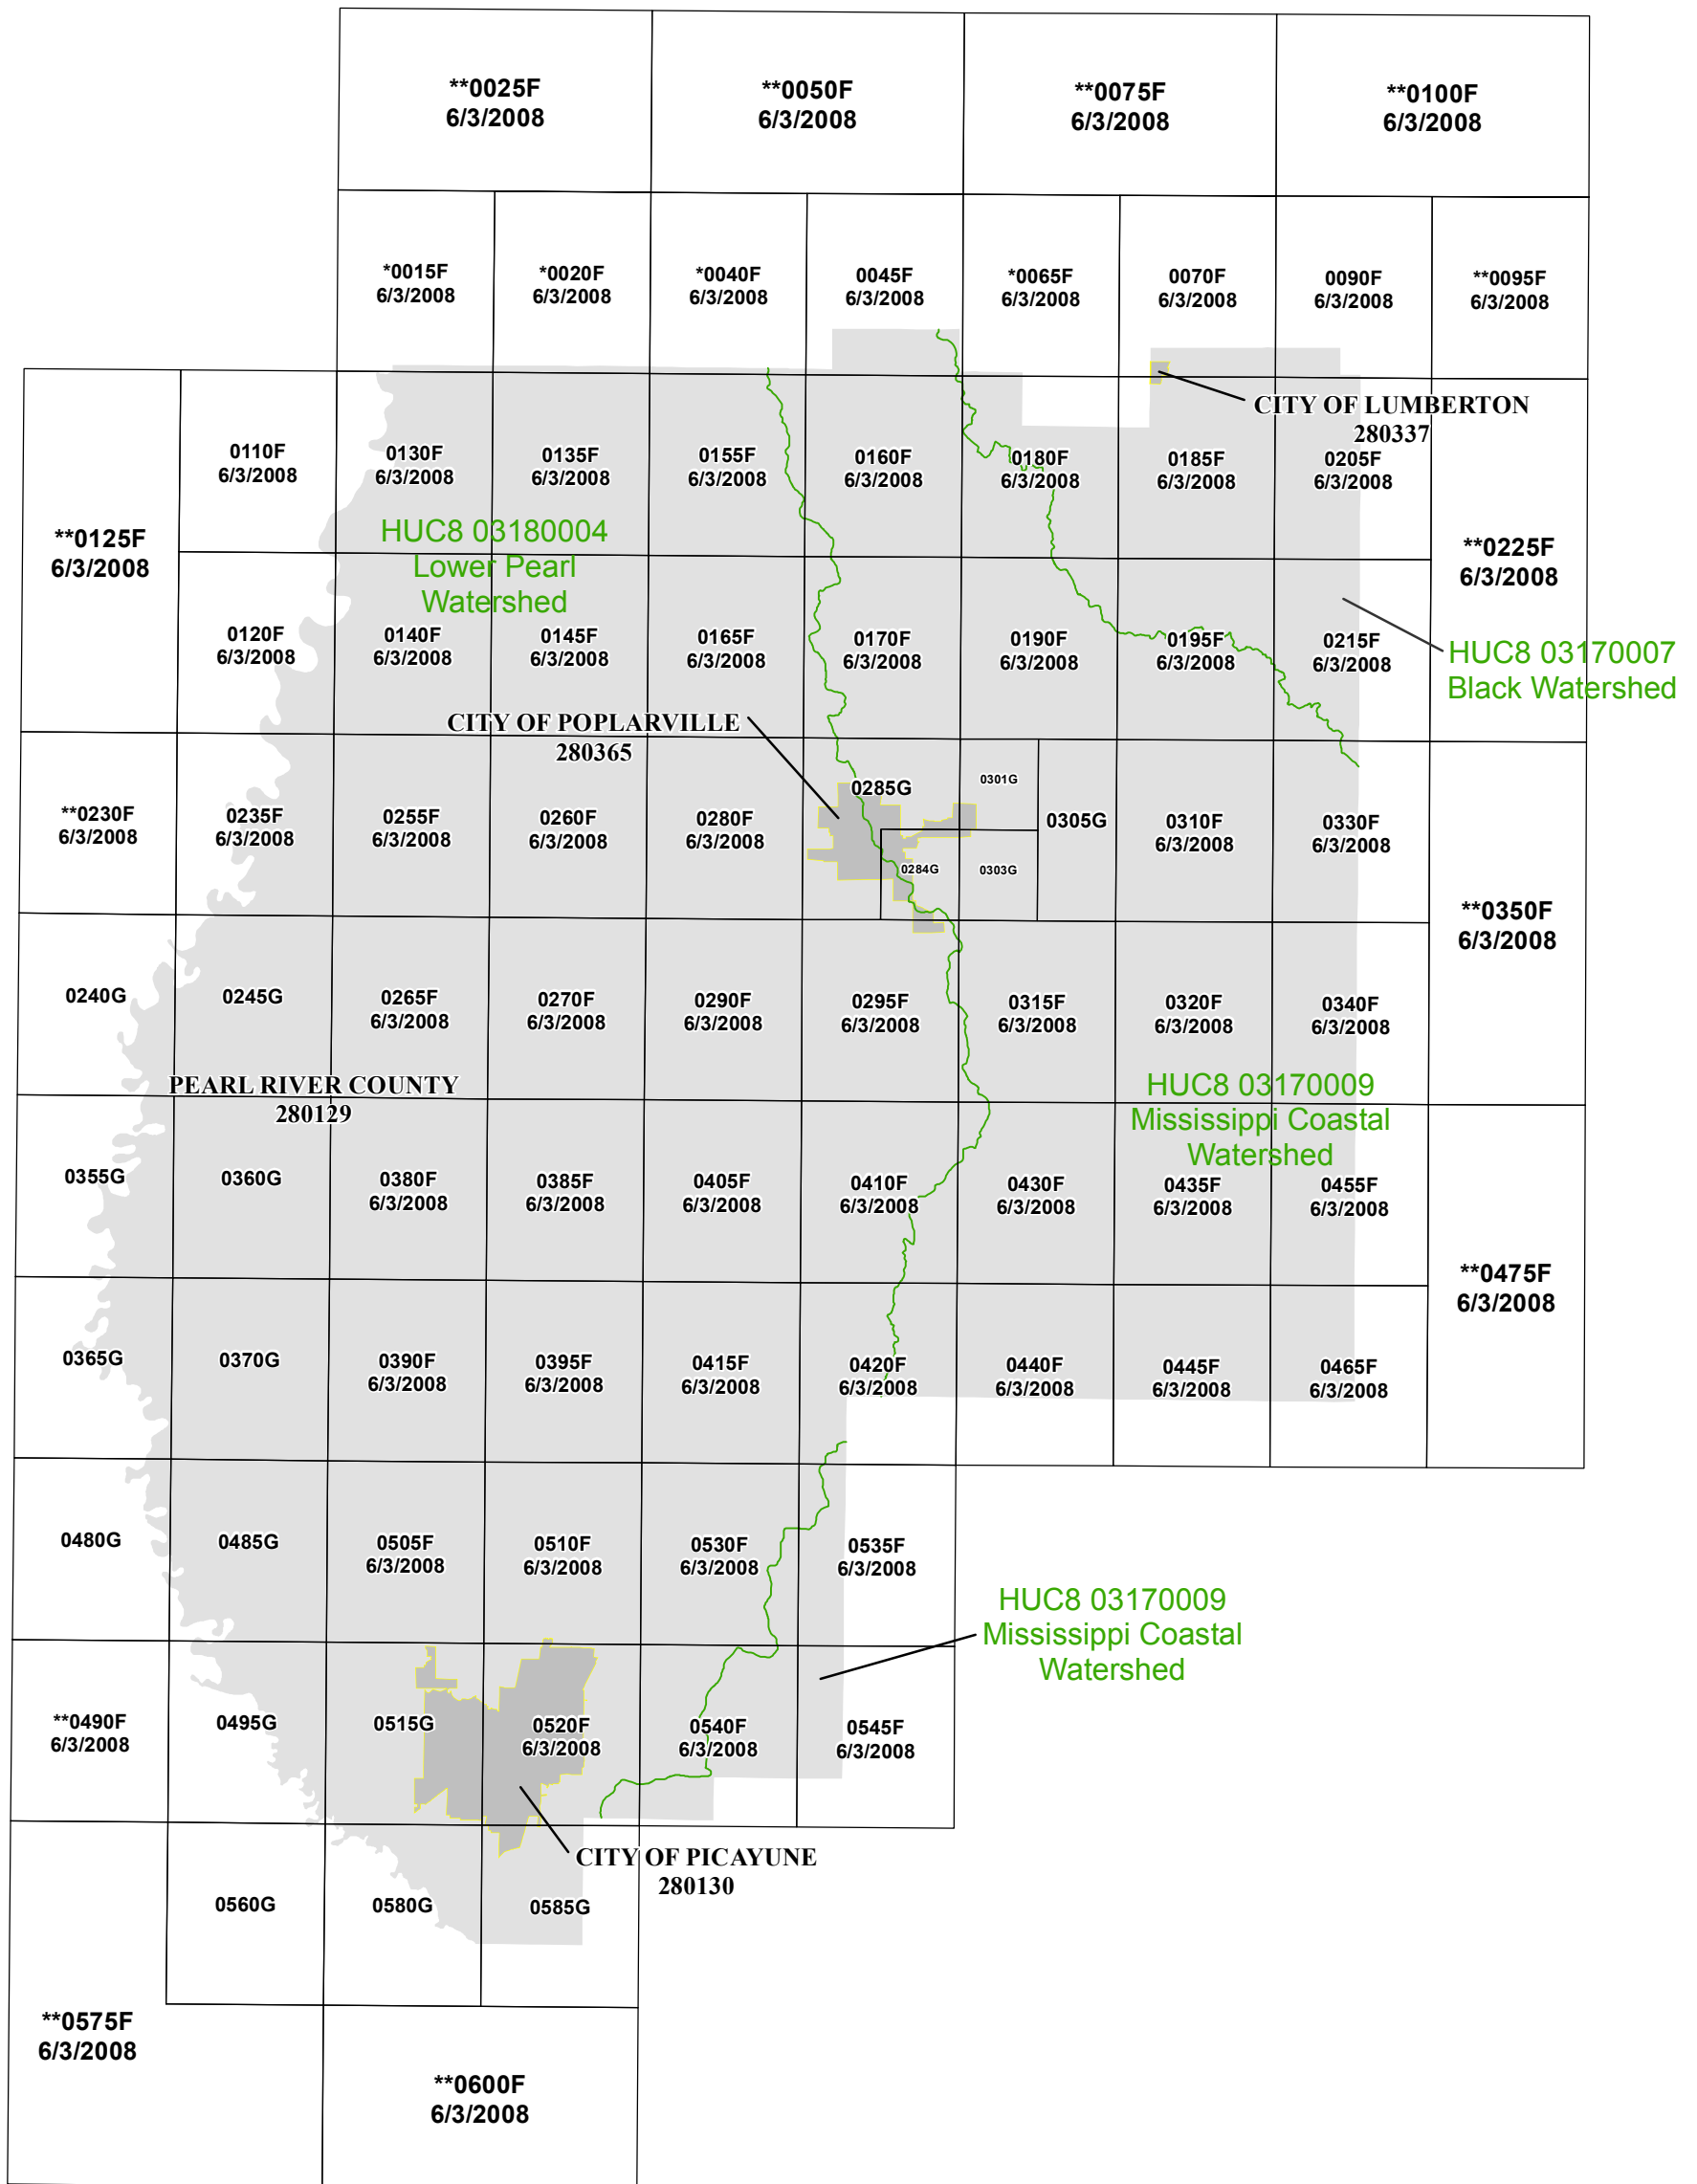 **0025F
6/3/2008
**0050F
6/3/2008
**0075F
6/3/2008
**0100F
6/3/2008
*0015F
6/3/2008
*0020F
6/3/2008
*0040F
6/3/2008
0045F
6/3/2008
*0065F
6/3/2008
0070F
6/3/2008
0090F
6/3/2008
**0095F
6/3/2008
CITY OF LUMBERTON
280337
**0125F
6/3/2008
0110F
6/3/2008
0130F
6/3/2008
0135F
6/3/2008
0155F
6/3/2008
0160F
6/3/2008
0180F
6/3/2008
0185F
6/3/2008
0205F
6/3/2008
**0225F
6/3/2008
HUC8 03180004
Lower Pearl
Watershed
0120F
6/3/2008
0140F
6/3/2008
0145F
6/3/2008
0165F
6/3/2008
0170F
6/3/2008
0190F
6/3/2008
0195F
6/3/2008
0215F
6/3/2008
HUC8 03170007
Black Watershed
CITY OF POPLARVILLE
280365
**0230F
6/3/2008
0235F
6/3/2008
0255F
6/3/2008
0260F
6/3/2008
0280F
6/3/2008
0285G
0284G
0301G
0303G
0305G
0310F
6/3/2008
0330F
6/3/2008
**0350F
6/3/2008
0240G
0245G
0265F
6/3/2008
0270F
6/3/2008
0290F
6/3/2008
0295F
6/3/2008
0315F
6/3/2008
0320F
6/3/2008
0340F
6/3/2008
PEARL RIVER COUNTY
280129
HUC8 03170009
Mississippi Coastal
Watershed
0355G
0360G
0380F
6/3/2008
0385F
6/3/2008
0405F
6/3/2008
0410F
6/3/2008
0430F
6/3/2008
0435F
6/3/2008
0455F
6/3/2008
**0475F
6/3/2008
0365G
0370G
0390F
6/3/2008
0395F
6/3/2008
0415F
6/3/2008
0420F
6/3/2008
0440F
6/3/2008
0445F
6/3/2008
0465F
6/3/2008
0480G
0485G
0505F
6/3/2008
0510F
6/3/2008
0530F
6/3/2008
0535F
6/3/2008
HUC8 03170009
Mississippi Coastal
Watershed
**0490F
6/3/2008
0495G
0515G
0520F
6/3/2008
0540F
6/3/2008
0545F
6/3/2008
CITY OF PICAYUNE
280130
0560G
0580G
0585G
**0575F
6/3/2008
**0600F
6/3/2008